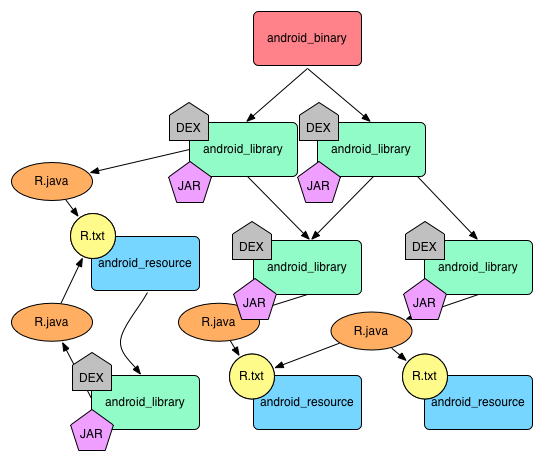 android_binary
DEX
android_library
JAR
DEX
android_library
JAR
R.java
R.txt
android_resource
DEX
android_library
JAR
DEX
android_library
JAR
R.java
R.java
R.java
DEX
android_library
JAR
R.txt
android_resource
R.txt
android_resource